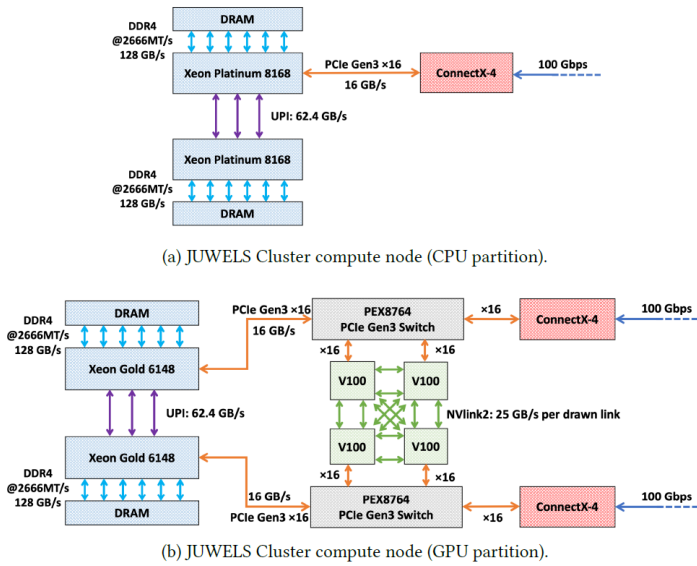 DRAM
DDR4
@2666MT/s
128 GB/s
Xeon Platinum 8168
PCIe Gen3 ×16
16 GB/s
ConnectX-4
100 Gbps
UPI: 62.4 GB/s
Xeon Platinum 8168
DDR4
@2666MT/s
128 GB/s
DRAM
(a) JUWELS Cluster compute node (CPU partition).
DRAM
DDR4
@2666MT/s
128 GB/s
Xeon Gold 6148
PCIe Gen3 ×16
16 GB/s
PEX8764
PCIe Gen3 Switch
×16
ConnectX-4
100 Gbps
×16
×16
V100
V100
UPI: 62.4 GB/s
NVlink2: 25 GB/s per drawn link
V100
V100
Xeon Gold 6148
×16
×16
DDR4
@2666MT/s
128 GB/s
DRAM
16 GB/s
PCIe Gen3 ×16
PEX8764
PCIe Gen3 Switch
×16
ConnectX-4
100 Gbps
(b) JUWELS Cluster compute node (GPU partition).